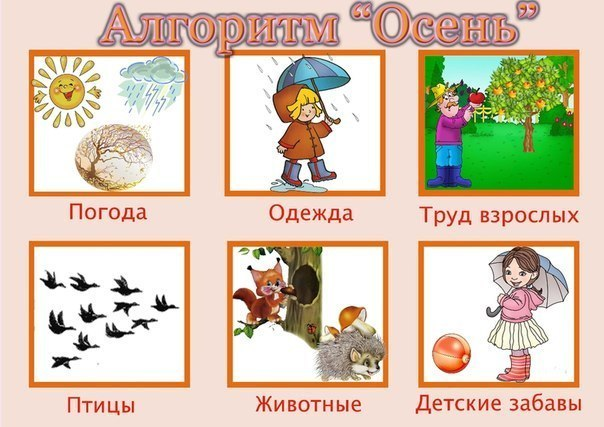 Алгоритм “Осень”
Погода
Одежда
Труд взрослых
Птицы
Животные
Детские забавы